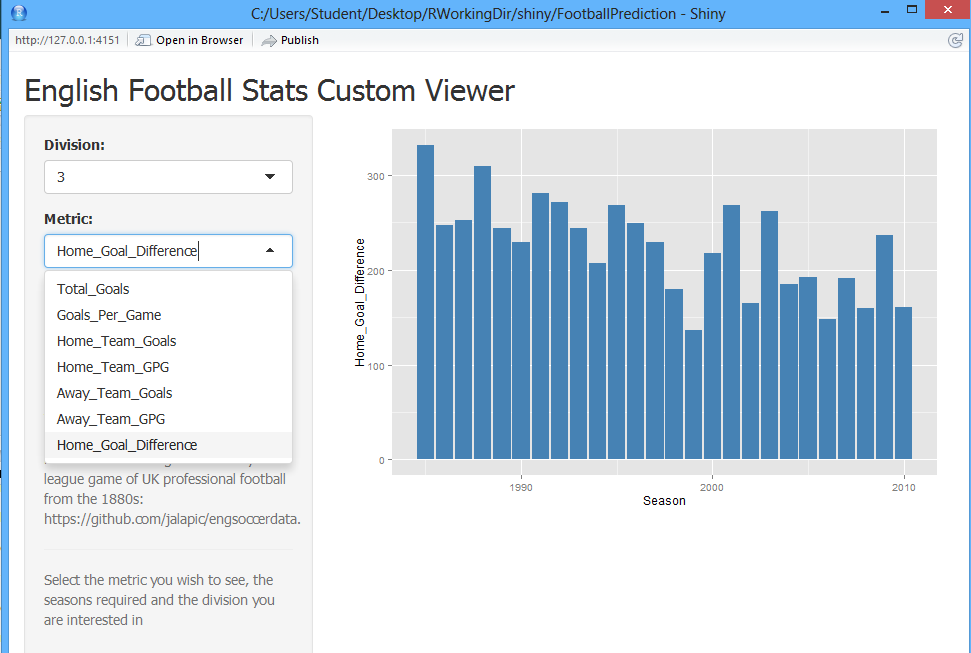 C:/Users/Student/Desktop/RWorkingDir/shiny/FootballPrediction - Shiny
http://127.0.0.1:4151 Open in Browser Publish
English Football Stats Custom Viewer
Division:
3
Metric:
Home_Goal_Difference
Total_Goals
Goals_Per_Game
Home_Team_Goals
Home_Team_GPG
Away_Team_Goals
Away_Team_GPG
Home_Goal_Difference
league game of UK professional football
from the 1880s:
https://github.com/jalapic/engsoccerdata.
Select the metric you wish to see, the
seasons required and the division you
are interested in
Home_Goal_Difference
300
200
100
0
1990 2000 2010
Season